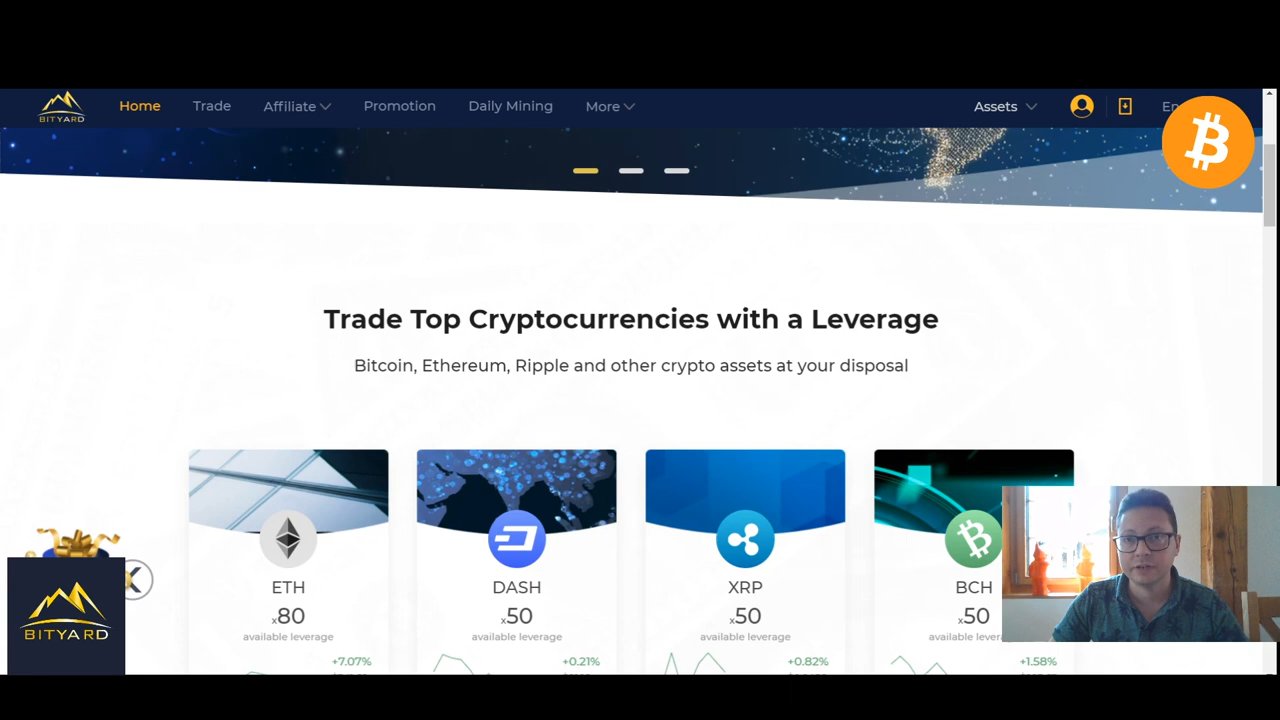 BITYARD
Home
Trade
Affiliate
Promotion
Daily Mining
More
Assets
Trade Top Cryptocurrencies with a Leverage
Bitcoin, Ethereum, Ripple and other crypto assets at your disposal
ETH
x80
available leverage
+7.07%
DASH
x50
available leverage
+0.21%
XRP
x50
available leverage
+0.82%
BCH
x50
available
+1.58%
BITYARD